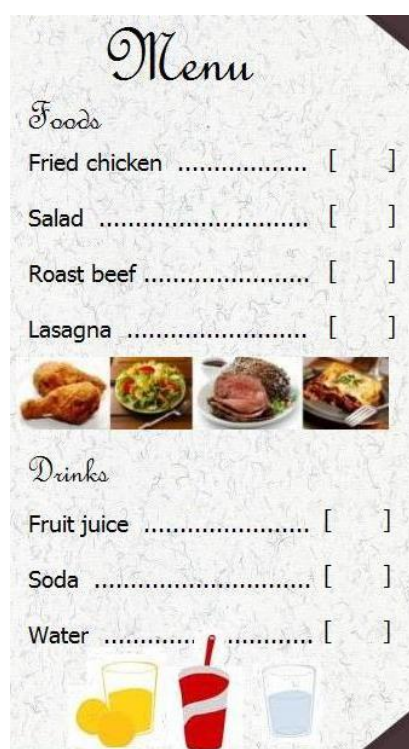 Menu
Foods
Fried chicken .................. [ ]
Salad ............................. [ ]
Roast beef ....................... [ ]
Lasagna ......................... [ ]
Drinks
Fruit juice ....................... [ ]
Soda .............................. [ ]
Water ............. ............ [ ]